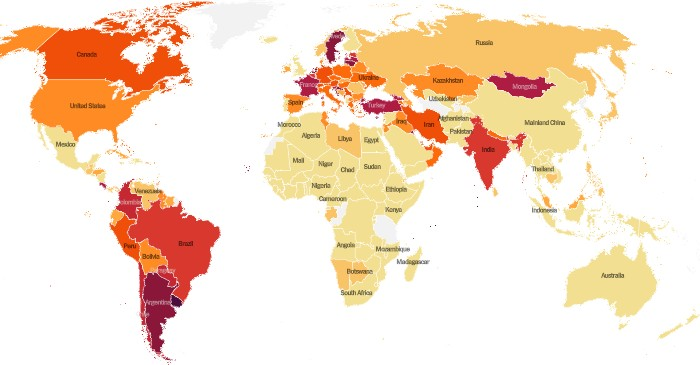 Canada
United States
Mexico
Venezuela
Colombia
Peru
Brazil
Bolivia
Argentina
Russia
Ukraine
Kazakhstan
Uzbekistan
Mongolia
France
Spain
Turkey
Afghanistan
Mainland China
Iraq
Iran
Pakistan
Morocco
Algeria
Libya
Egypt
India
Mali
Niger
Chad
Sudan
Thailand
Nigeria
Ethiopia
Cameroon
Kenya
Indonesia
Angola
Mozambique
Madagascar
Botswana
South Africa
Australia